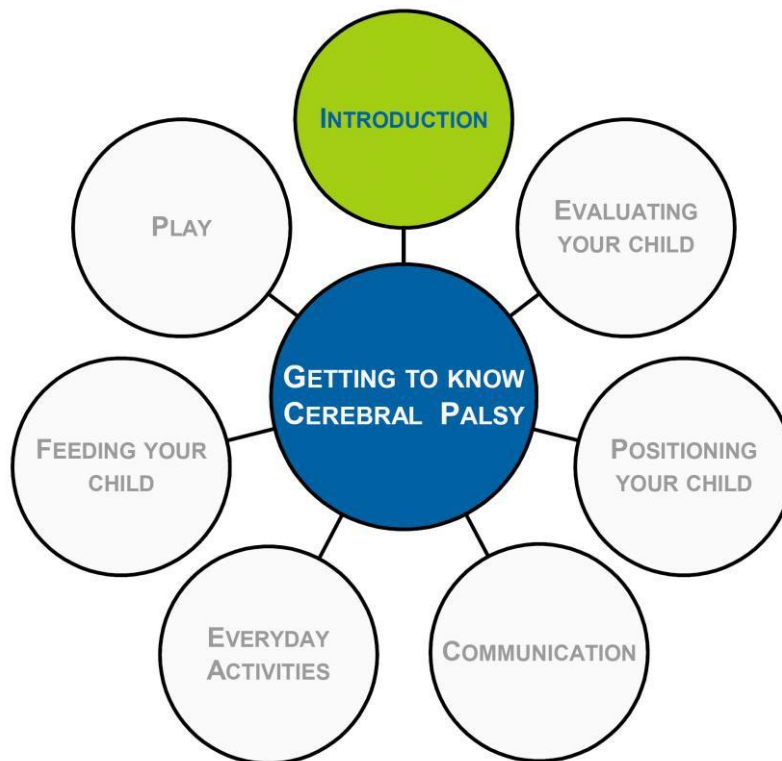 INTRODUCTION
EVALUATING
YOUR CHILD
POSITIONING
YOUR CHILD
COMMUNICATION
EVERYDAY
ACTIVITIES
FEEDING YOUR
CHILD
PLAY
GETTING TO KNOW
CEREBRAL PALSY